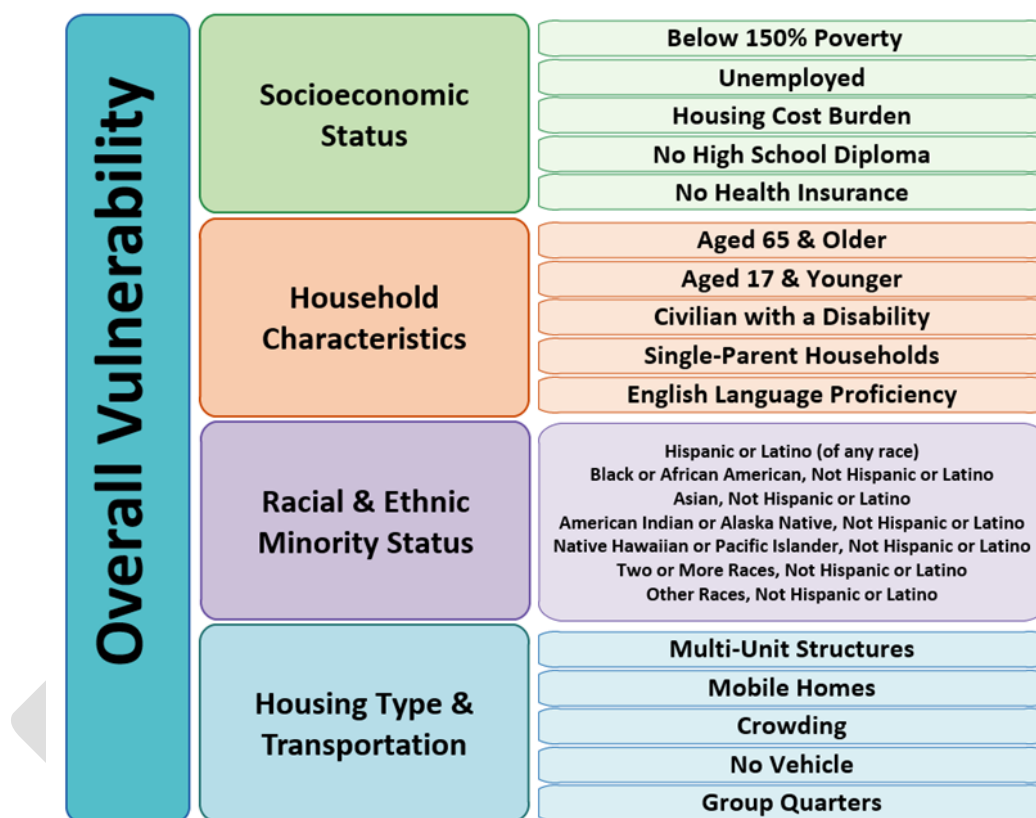 Overall Vulnerability
Socioeconomic
Status
Below 150% Poverty
Unemployed
Housing Cost Burden
No High School Diploma
No Health Insurance
Household
Characteristics
Aged 65 & Older
Aged 17 & Younger
Civilian with a Disability
Single-Parent Households
English Language Proficiency
Racial & Ethnic
Minority Status
Hispanic or Latino (of any race)
Black or African American, Not Hispanic or Latino
Asian, Not Hispanic or Latino
American Indian or Alaska Native, Not Hispanic or Latino
Native Hawaiian or Pacific Islander, Not Hispanic or Latino
Two or More Races, Not Hispanic or Latino
Other Races, Not Hispanic or Latino
Housing Type &
Transportation
Multi-Unit Structures
Mobile Homes
Crowding
No Vehicle
Group Quarters